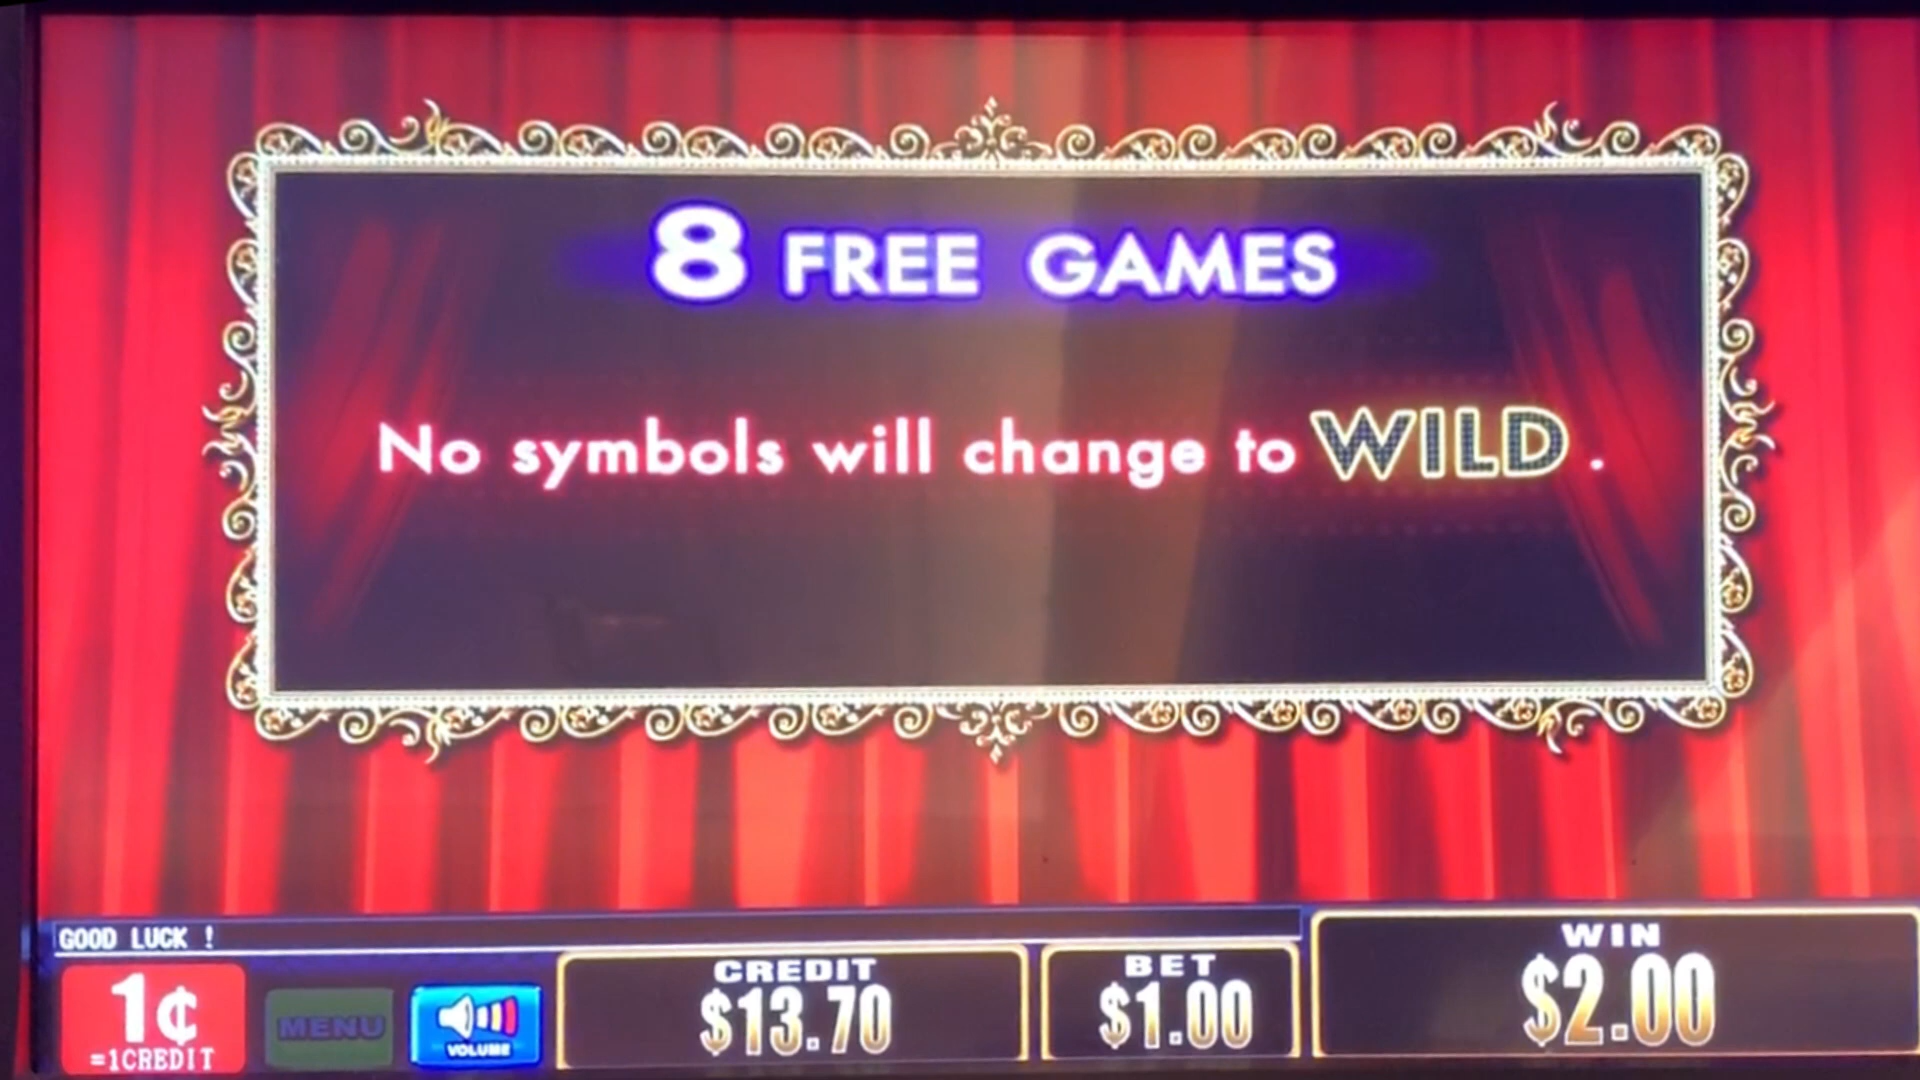 8 FREE GAMES
No symbols will change to WILD .
GOOD LUCK !
1¢
=1CREDIT
MENU
VOLUME
CREDIT
$13.70
BET
$1.00
WIN
$2.00